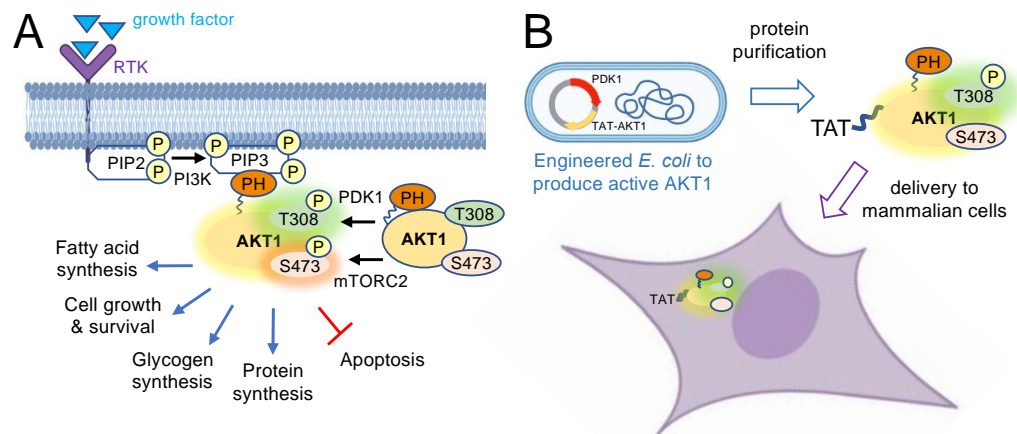 A
growth factor
RTK
P
P
P
P
P
PIP2
PIP3
PI3K
PH
P
T308
AKT1
P
S473
PDK1
mTORC2
PH
T308
AKT1
S473
Fatty acid
synthesis
Cell growth
& survival
Glycogen
synthesis
Protein
synthesis
Apoptosis
B
PDK1
TAT-AKT1
Engineered E. coli to
produce active AKT1
protein
purification
PH
P
T308
AKT1
S473
TAT
delivery to
mammalian cells
TAT